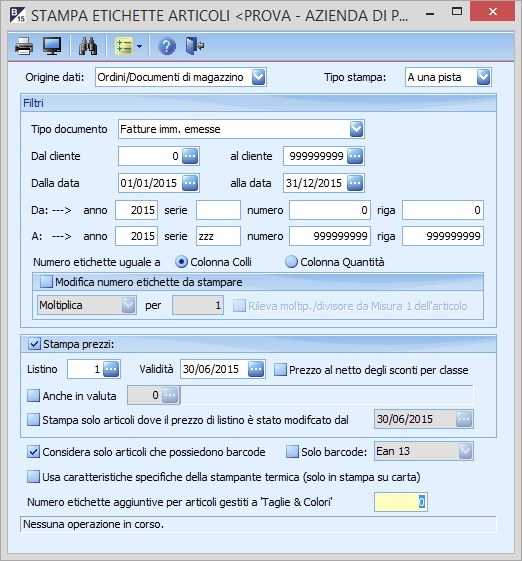 STAMPA ETICHETTE ARTICOLI <PROVA - AZIENDA DI P...
Origine dati: Ordini/Documenti di magazzino Tipo stampa: A una pista
Filtri
Tipo documento Fatture imm. emesse
Dal cliente 0 al cliente 999999999
Dalla data 01/01/2015 alla data 31/12/2015
Da: ---> anno 2015 serie numero 0 riga 0
A: ---> anno 2015 serie zzz numero 999999999 riga 999999999
Numero etichette uguale a Colonna Colli Colonna Quantità
Modifica numero etichette da stampare
Moltiplica per 1 Rileva moltip./divisore da Misura 1 dell'articolo
Stampa prezzi:
Listino 1 Validità 30/06/2015 Prezzo al netto degli sconti per classe
Anche in valuta 0
Stampa solo articoli dove il prezzo di listino è stato modifcato dal 30/06/2015
Considera solo articoli che possiedono barcode Solo barcode: Ean 13
Usa caratteristiche specifiche della stampante termica (solo in stampa su carta)
Numero etichette aggiuntive per articoli gestiti a 'Taglie & Colori' 0
Nessuna operazione in corso.